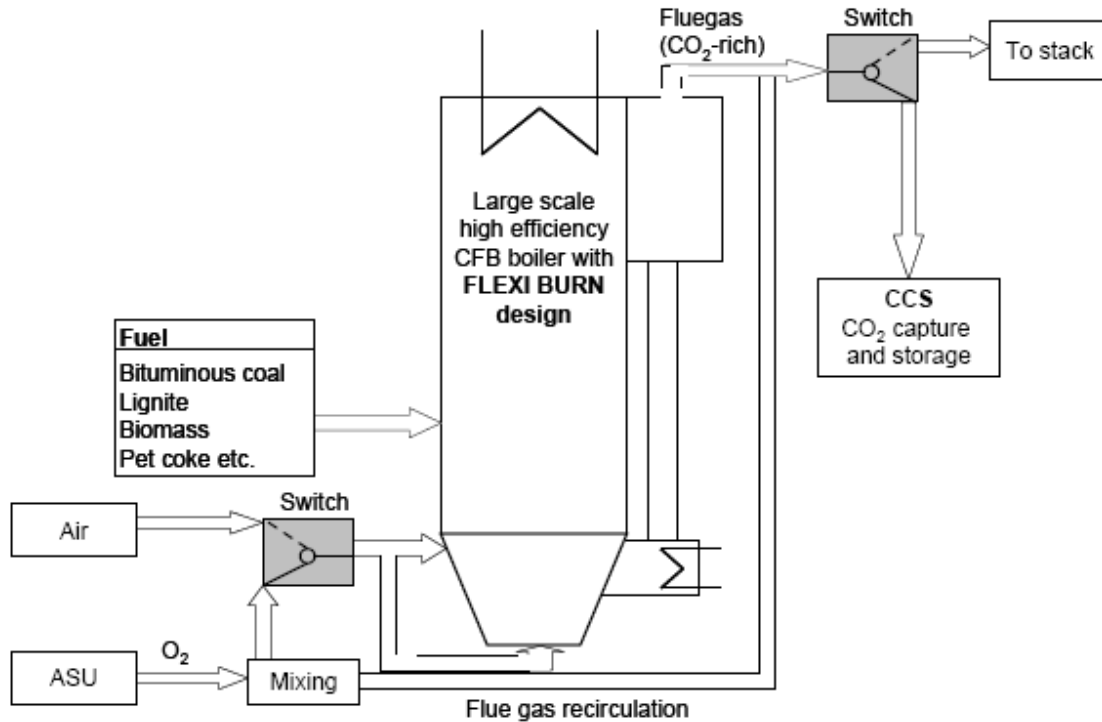 Fluegas
(CO₂-rich)
Switch
To stack
Large scale
high efficiency
CFB boiler with
FLEXI BURN
design
CCS
CO₂ capture
and storage
Fuel
Bituminous coal
Lignite
Biomass
Pet coke etc.
Switch
Air
O₂
ASU
Mixing
Flue gas recirculation